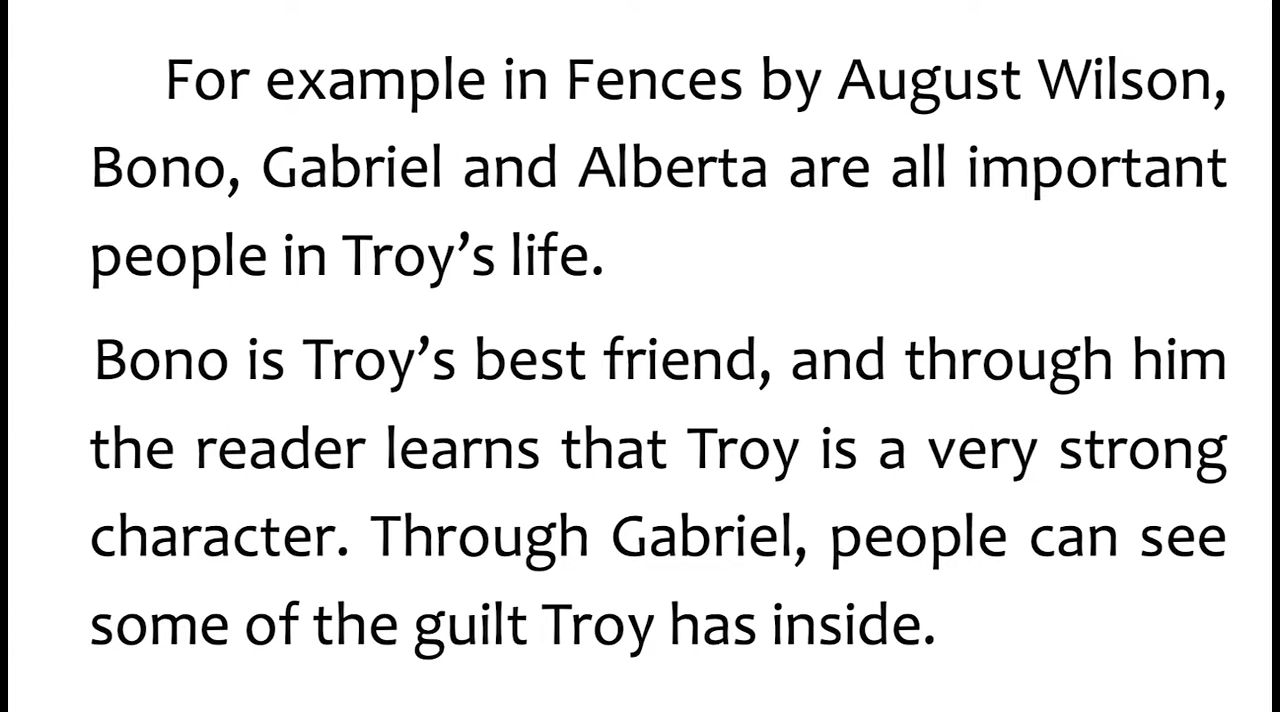 For example in Fences by August Wilson,
Bono, Gabriel and Alberta are all important
people in Troy’s life.
Bono is Troy’s best friend, and through him
the reader learns that Troy is a very strong
character. Through Gabriel, people can see
some of the guilt Troy has inside.